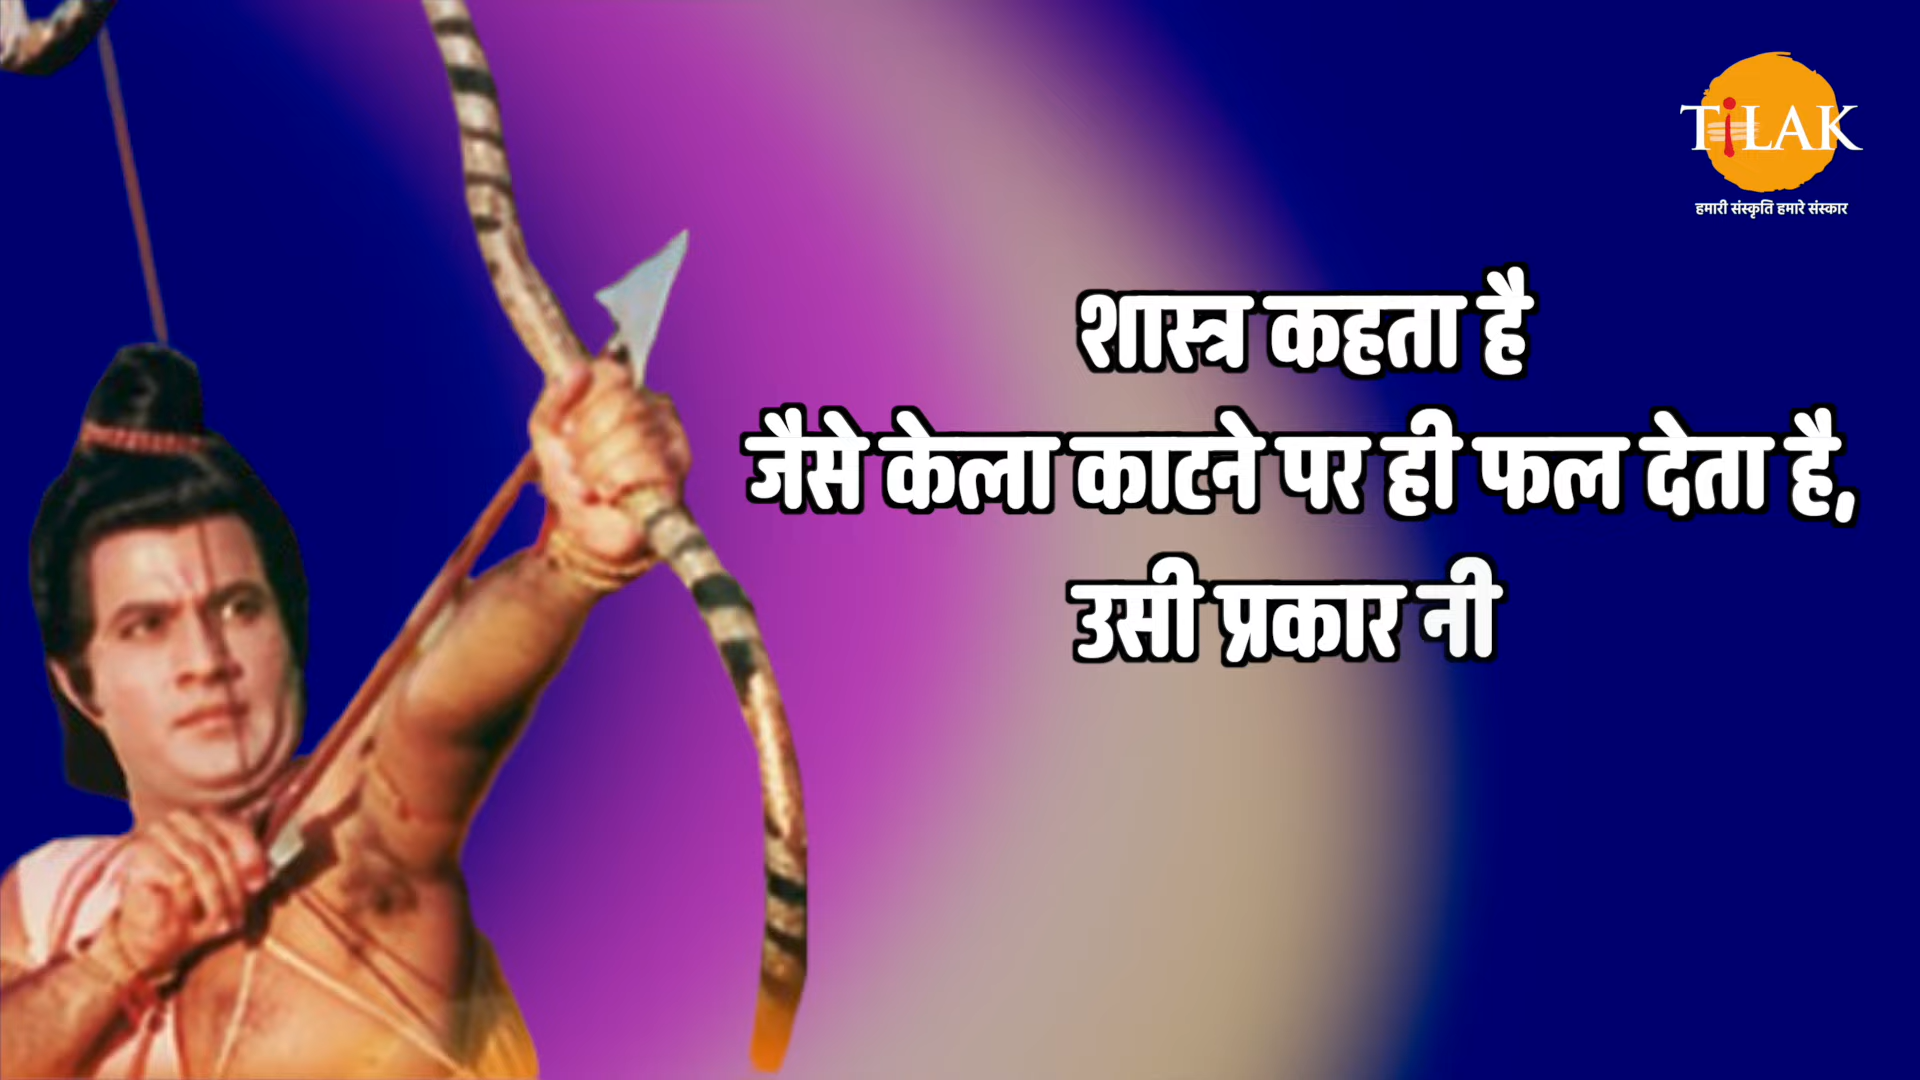 TiLAK
हमारी संस्कृति हमारे संस्कार
शास्त्र कहता है
जैसे केला काटने पर ही फल देता है,
उसी प्रकार नी